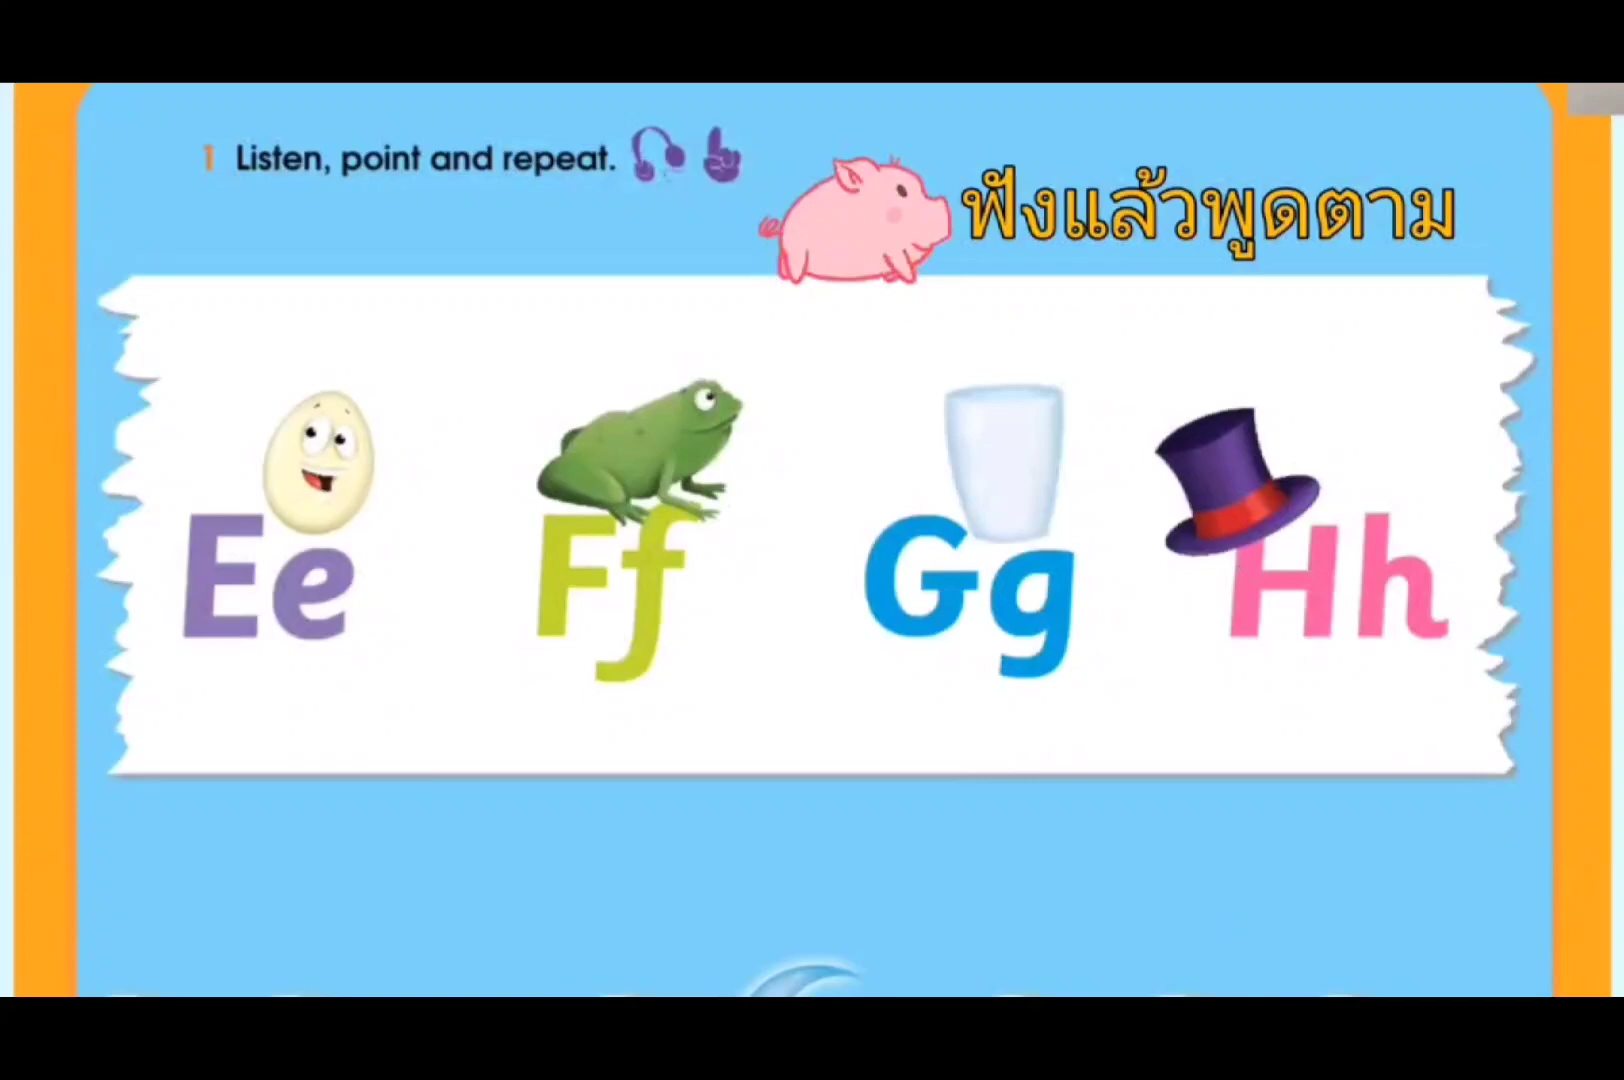 1 Listen, point and repeat.
ฟังแล้วพูดตาม
Ee Ff Gg Hh